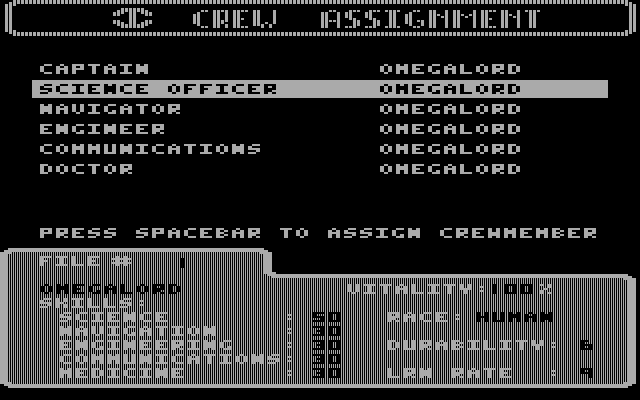 CREW ASSIGNMENT
CAPTAIN OMEGALORD
SCIENCE OFFICER OMEGALORD
NAVIGATOR OMEGALORD
ENGINEER OMEGALORD
COMMUNICATIONS OMEGALORD
DOCTOR OMEGALORD
PRESS SPACEBAR TO ASSIGN CREWMEMBER
FILE # 1
OMEGALORD VITALITY:100%
SKILLS:
SCIENCE : 50 RACE: HUMAN
NAVIGATION : 30
ENGINEERING : 30 DURABILITY: 6
COMMUNICATIONS: 30
MEDICINE : 30 LRN RATE : 9